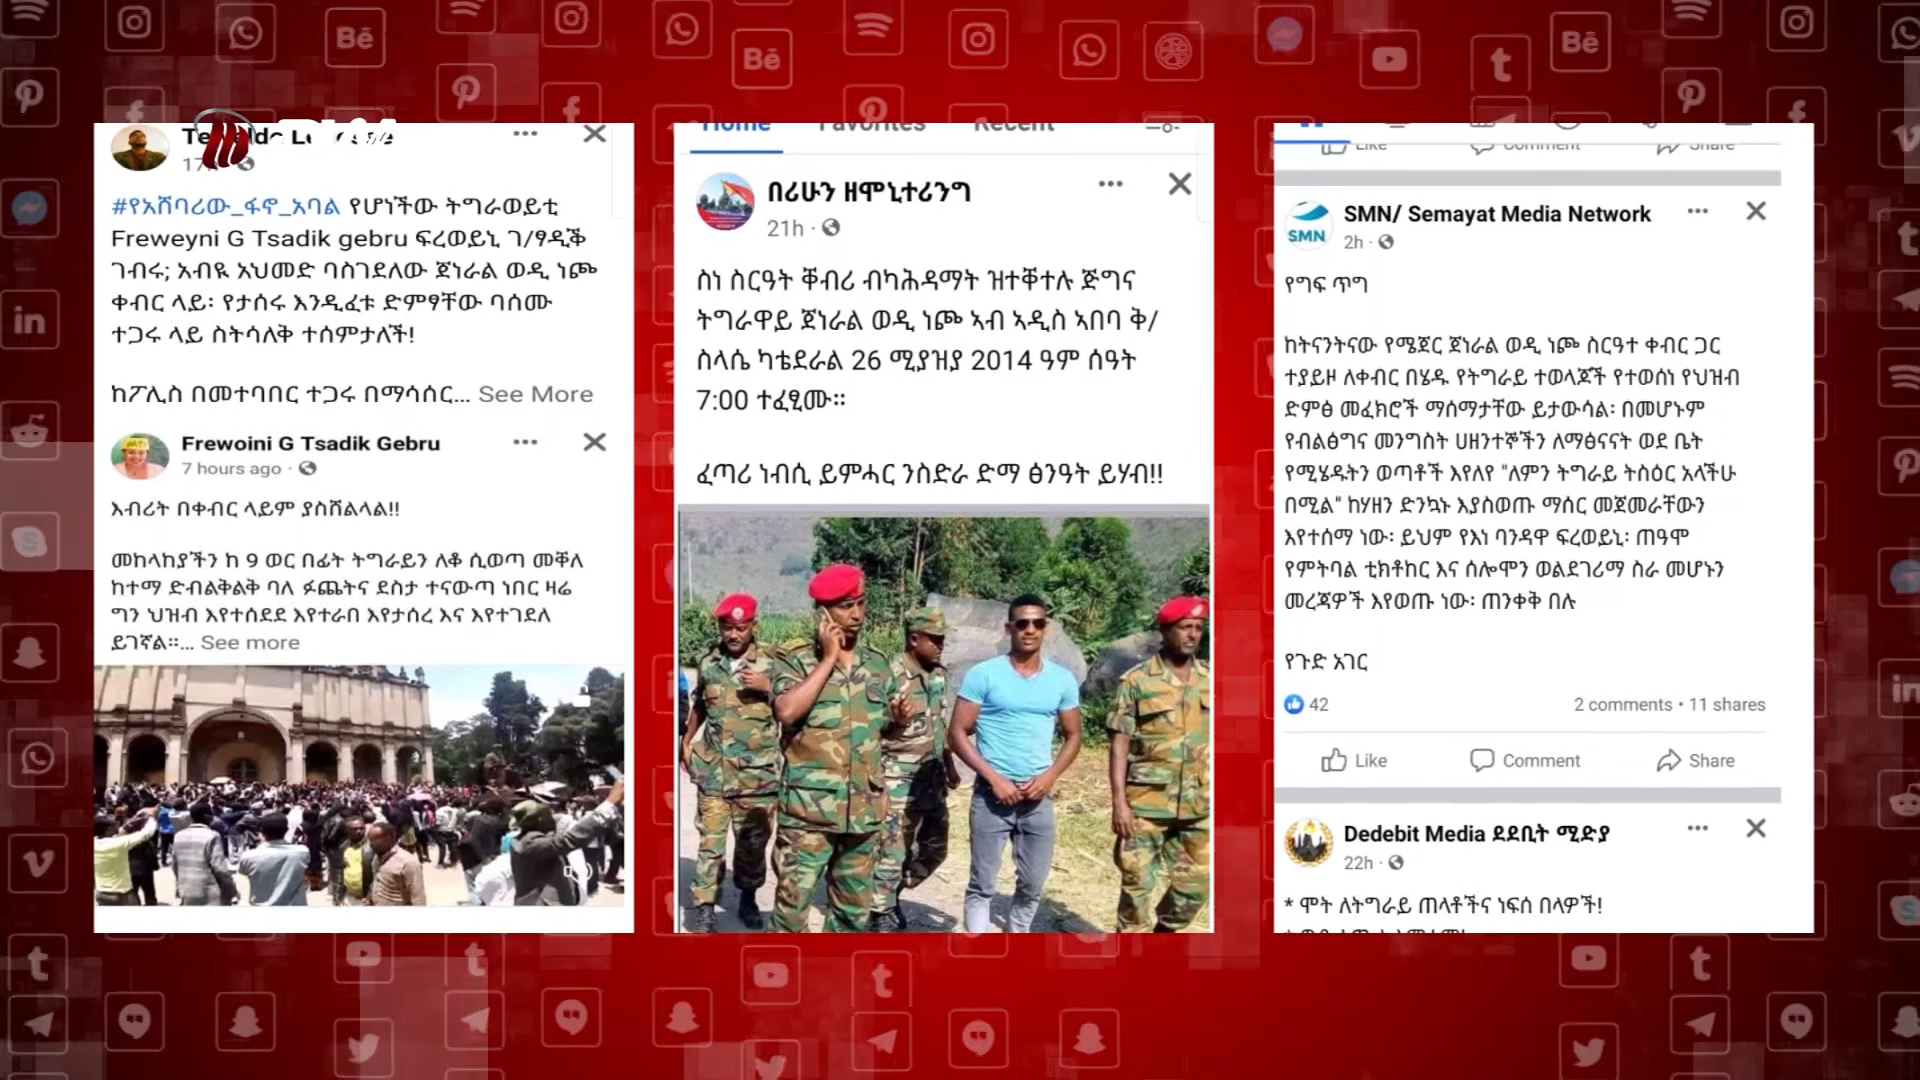 #የአሸባሪው_ፋኖ_አባል የሆነችው ትግራወይቲ
Freweyni G Tsadik gebru ፍረወይኒ ገ/ፃዲቕ
ገብሩ; አብዪ አህመድ ባስገደለው ጀነራል ወዲ ነጮ
ቀብር ላይ፡ የታሰሩ እንዲፈቱ ድምፃቸው ባሰሙ
ተጋሩ ላይ ስትሳለቅ ተሰምታለች!
ከፖሊስ በመተባበር ተጋሩ በማሳሰር... See More
Frewoini G Tsadik Gebru
7 hours ago
እብሪት በቀብር ላይም ያስሸልላል!!
መከላከያችን ከ 9 ወር በፊት ትግራይን ለቆ ሲወጣ መቐለ
ከተማ ድብልቅልቅ ባለ ፉጨትና ደስታ ተናውጣ ነበር ዛሬ
ግን ህዝብ እየተሰደደ እየተራበ እየታሰረ እና እየተገደለ
ይገኛል።... See more
Home Favorites Recent
በሪሁን ዘሞኒተሪንግ
21h
ስነ ስርዓት ቐብሪ ብካሕዳማት ዝተቐተሉ ጅግና
ትግራዋይ ጀነራል ወዲ ነጮ ኣብ ኣዲስ ኣበባ ቅ/
ስላሴ ካቴደራል 26 ሚያዝያ 2014 ዓም ሰዓት
7:00 ተፈፂሙ።
ፈጣሪ ነብሲ ይምሓር ንስድራ ድማ ፅንዓት ይሃብ!!
Like Comment Share
SMN/ Semayat Media Network
2h
SMN
የግፍ ጥግ
ከትናንትናው የሜጀር ጀነራል ወዲ ነጮ ስርዓተ ቀብር ጋር
ተያይዞ ለቀብር በሄዱ የትግራይ ተወላጆች የተወሰነ የህዝብ
ድምፅ መፈክሮች ማሰማታቸው ይታውሳል፡ በመሆኑም
የብልፅግና መንግስት ሀዘንተኞችን ለማፅናናት ወደ ቤት
የሚሄዱትን ወጣቶች እየለየ "ለምን ትግራይ ትስዕር አላችሁ
በሚል" ከሃዘን ድንኳኑ እያስወጡ ማሰር መጀመራቸውን
እየተሰማ ነው፡ ይህም የእነ ባንዳዋ ፍረወይኒ፡ ጠዓሞ
የምትባል ቲክቶከር እና ሰሎሞን ወልደገሪማ ስራ መሆኑን
መረጃዎች እየወጡ ነው፡ ጠንቀቅ በሉ
የጉድ አገር
42 2 comments • 11 shares
Like Comment Share
Dedebit Media ደደቢት ሚድያ
22h
* ሞት ለትግራይ ጠላቶችና ነፍሰ በላዎች!